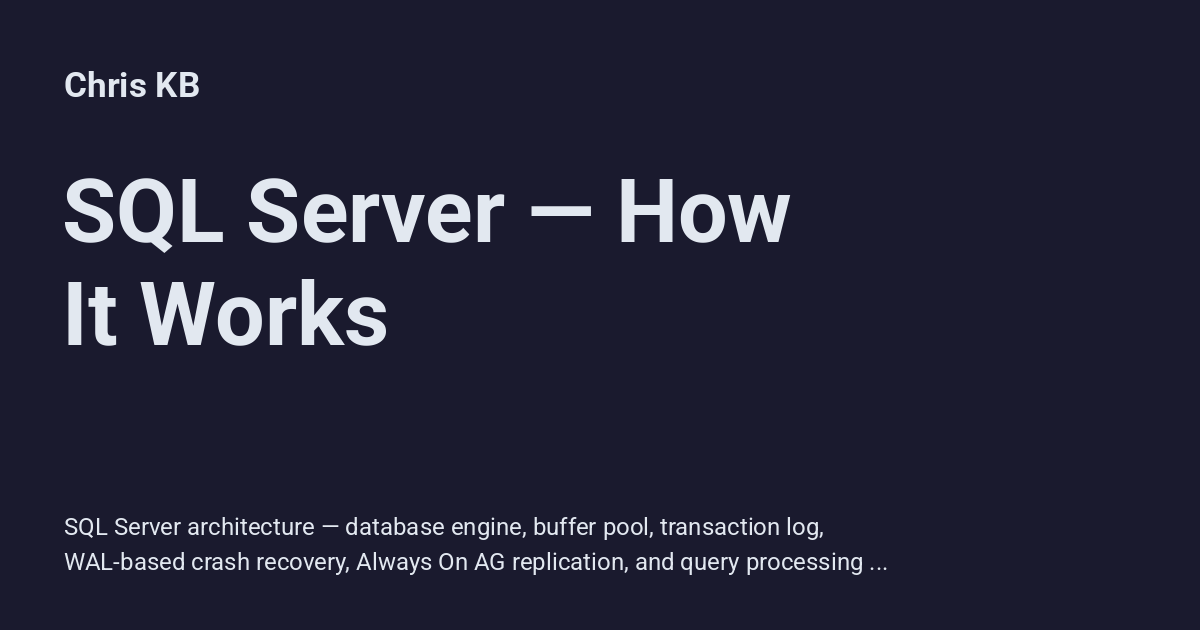 Chris KB
SQL Server — How
It Works
SQL Server architecture — database engine, buffer pool, transaction log,
WAL-based crash recovery, Always On AG replication, and query processing ...